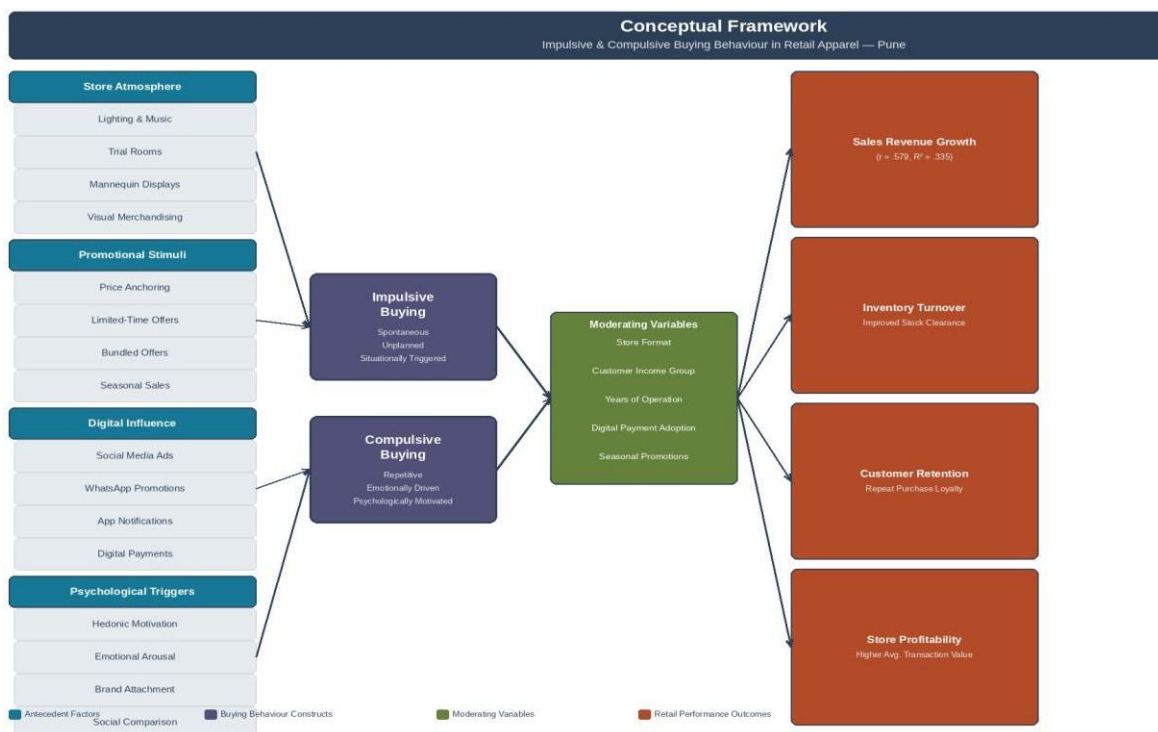 Conceptual Framework
Impulsive & Compulsive Buying Behaviour in Retail Apparel — Pune
Store Atmosphere
Lighting & Music
Trial Rooms
Mannequin Displays
Visual Merchandising
Promotional Stimuli
Price Anchoring
Limited-Time Offers
Bundled Offers
Seasonal Sales
Digital Influence
Social Media Ads
WhatsApp Promotions
App Notifications
Digital Payments
Psychological Triggers
Hedonic Motivation
Emotional Arousal
Brand Attachment
Social Comparison
Impulsive
Buying
Spontaneous
Unplanned
Situationally Triggered
Compulsive
Buying
Repetitive
Emotionally Driven
Psychologically Motivated
Moderating Variables
Store Format
Customer Income Group
Years of Operation
Digital Payment Adoption
Seasonal Promotions
Sales Revenue Growth
(r = .579, R² = .335)
Inventory Turnover
Improved Stock Clearance
Customer Retention
Repeat Purchase Loyalty
Store Profitability
Higher Avg. Transaction Value
Antecedent Factors
Buying Behaviour Constructs
Moderating Variables
Retail Performance Outcomes